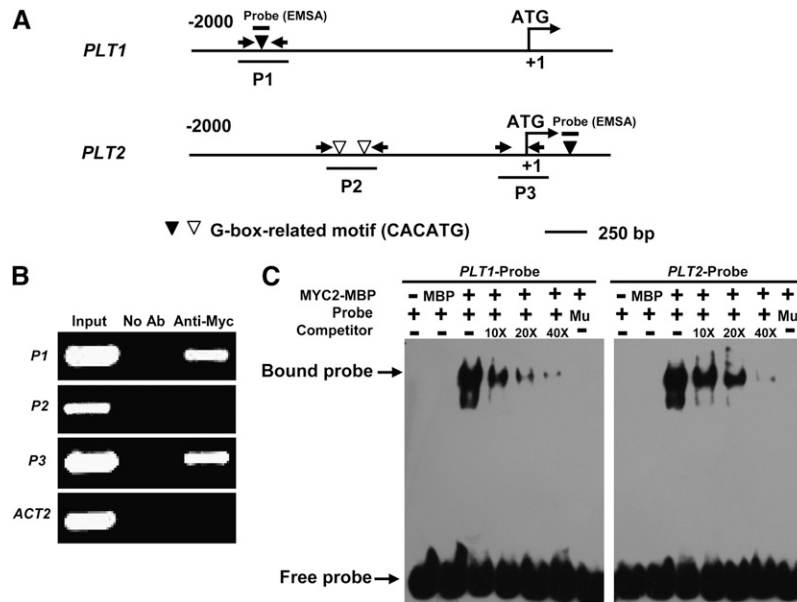 A
-2000
Probe (EMSA)
ATG
PLT1
P1
+1
-2000
ATG
Probe (EMSA)
PLT2
P2
+1
P3
G-box-related motif (CACATG)
250 bp
B
Input No Ab Anti-Myc
P1
P2
P3
ACT2
C
PLT1-Probe PLT2-Probe
MYC2-MBP - MBP + + + + + - MBP + + + + +
Probe + + + + + + Mu + + + + + + Mu
Competitor - - - 10X 20X 40X - - - - 10X 20X 40X -
Bound probe
Free probe